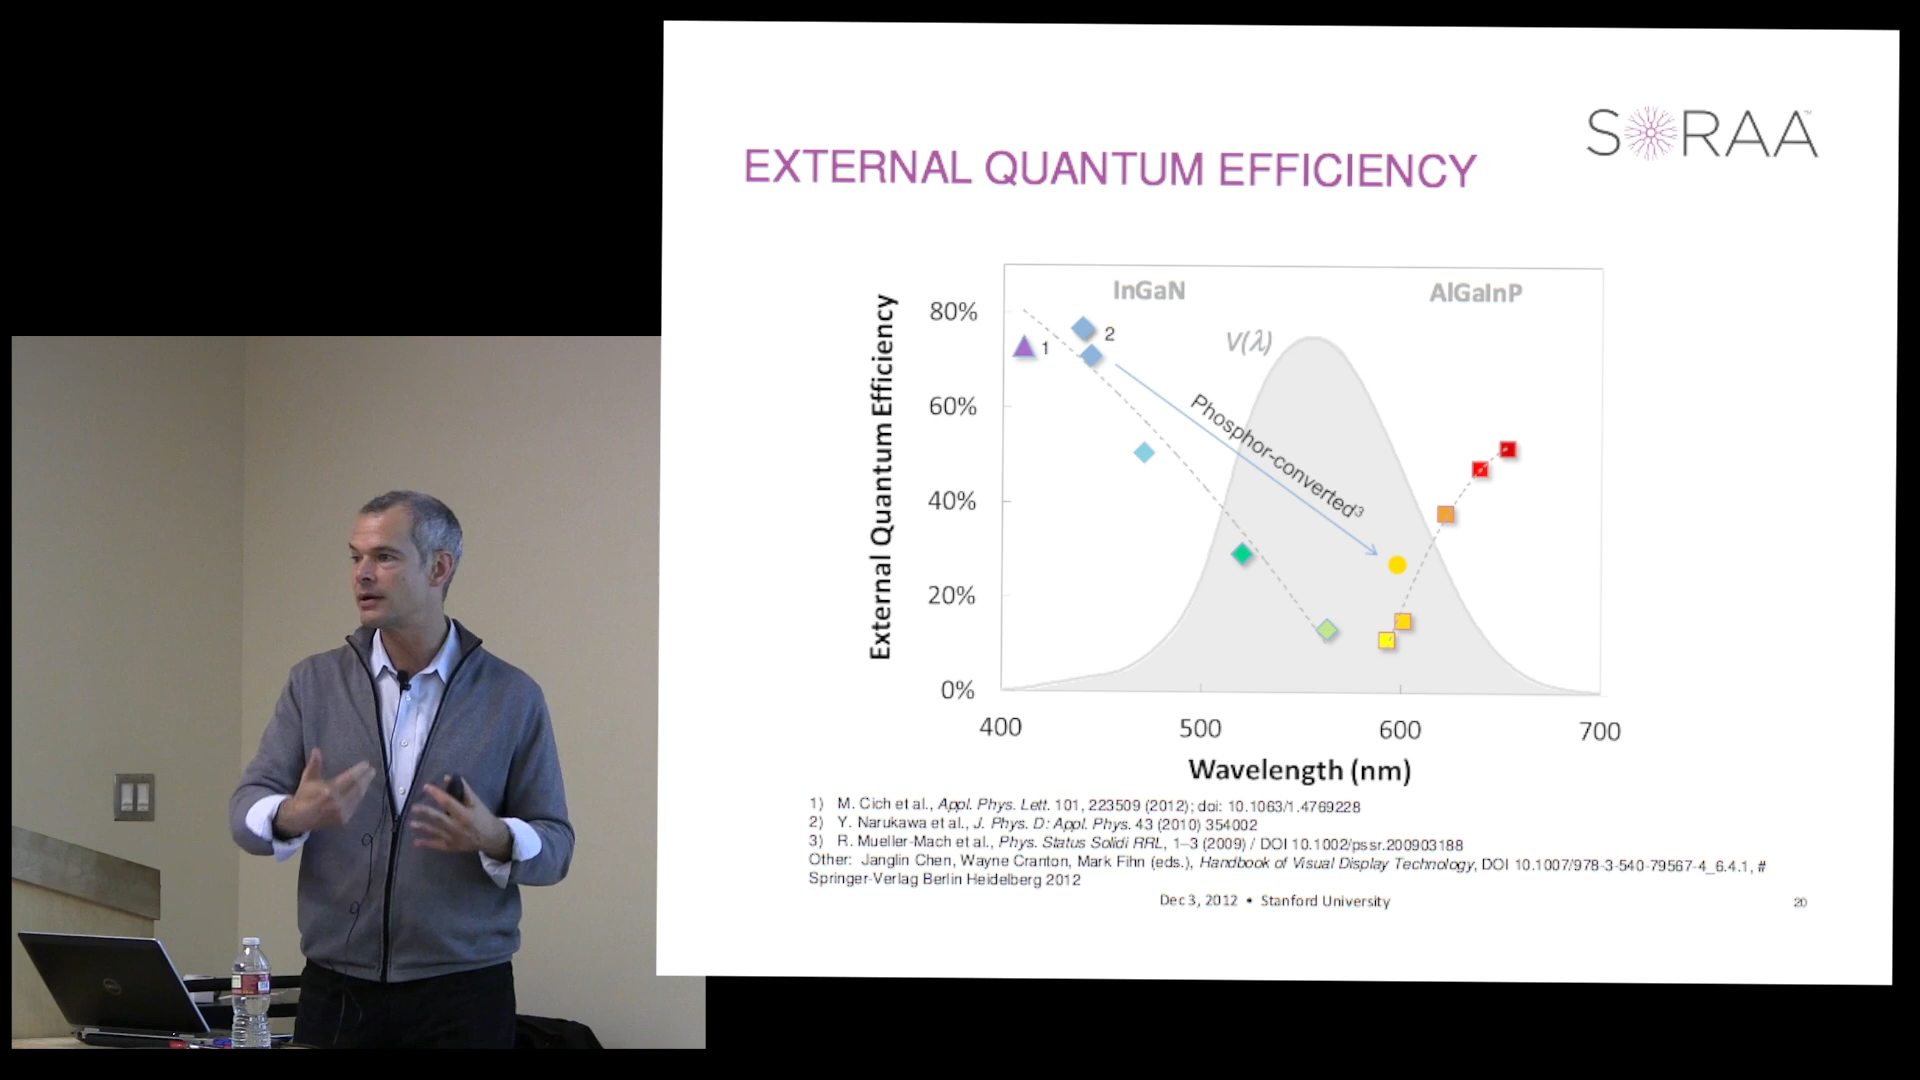 SORAA™
EXTERNAL QUANTUM EFFICIENCY
InGaN
AlGaInP
V(λ)
External Quantum Efficiency
80%
60%
40%
20%
0%
1
2
Phosphor-converted³
400
500
600
700
Wavelength (nm)
1) M. Cich et al., Appl. Phys. Lett. 101, 223509 (2012); doi: 10.1063/1.4769228
2) Y. Narukawa et al., J. Phys. D: Appl. Phys. 43 (2010) 354002
3) R. Mueller-Mach et al., Phys. Status Solidi RRL, 1–3 (2009) / DOI 10.1002/pssr.200903188
Other: Janglin Chen, Wayne Cranton, Mark Fihn (eds.), Handbook of Visual Display Technology, DOI 10.1007/978-3-540-79567-4_6.4.1, #
Springer-Verlag Berlin Heidelberg 2012
Dec 3, 2012 • Stanford University
20